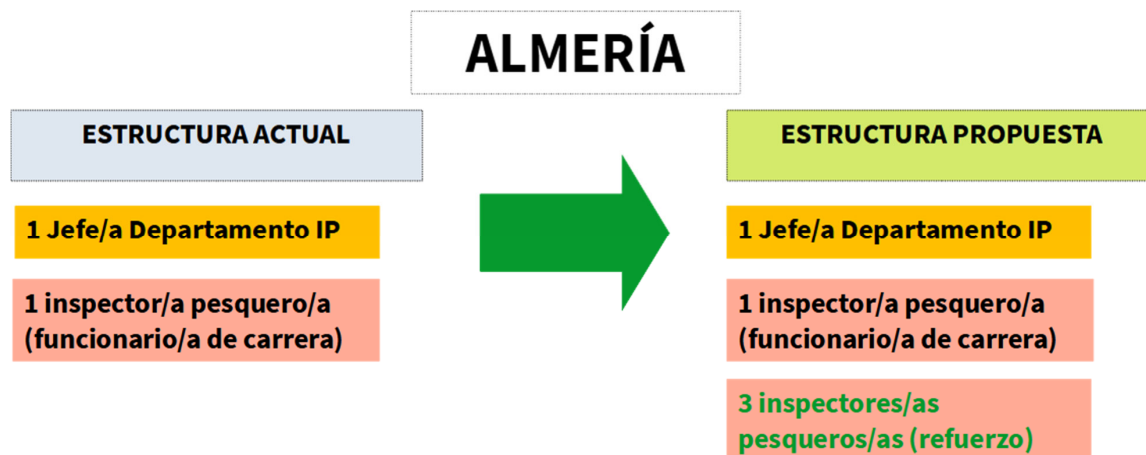 ALMERÍA
ESTRUCTURA ACTUAL
1 Jefe/a Departamento IP
1 inspector/a pesquero/a
(funcionario/a de carrera)
ESTRUCTURA PROPUESTA
1 Jefe/a Departamento IP
1 inspector/a pesquero/a
(funcionario/a de carrera)
3 inspectores/as
pesqueros/as (refuerzo)